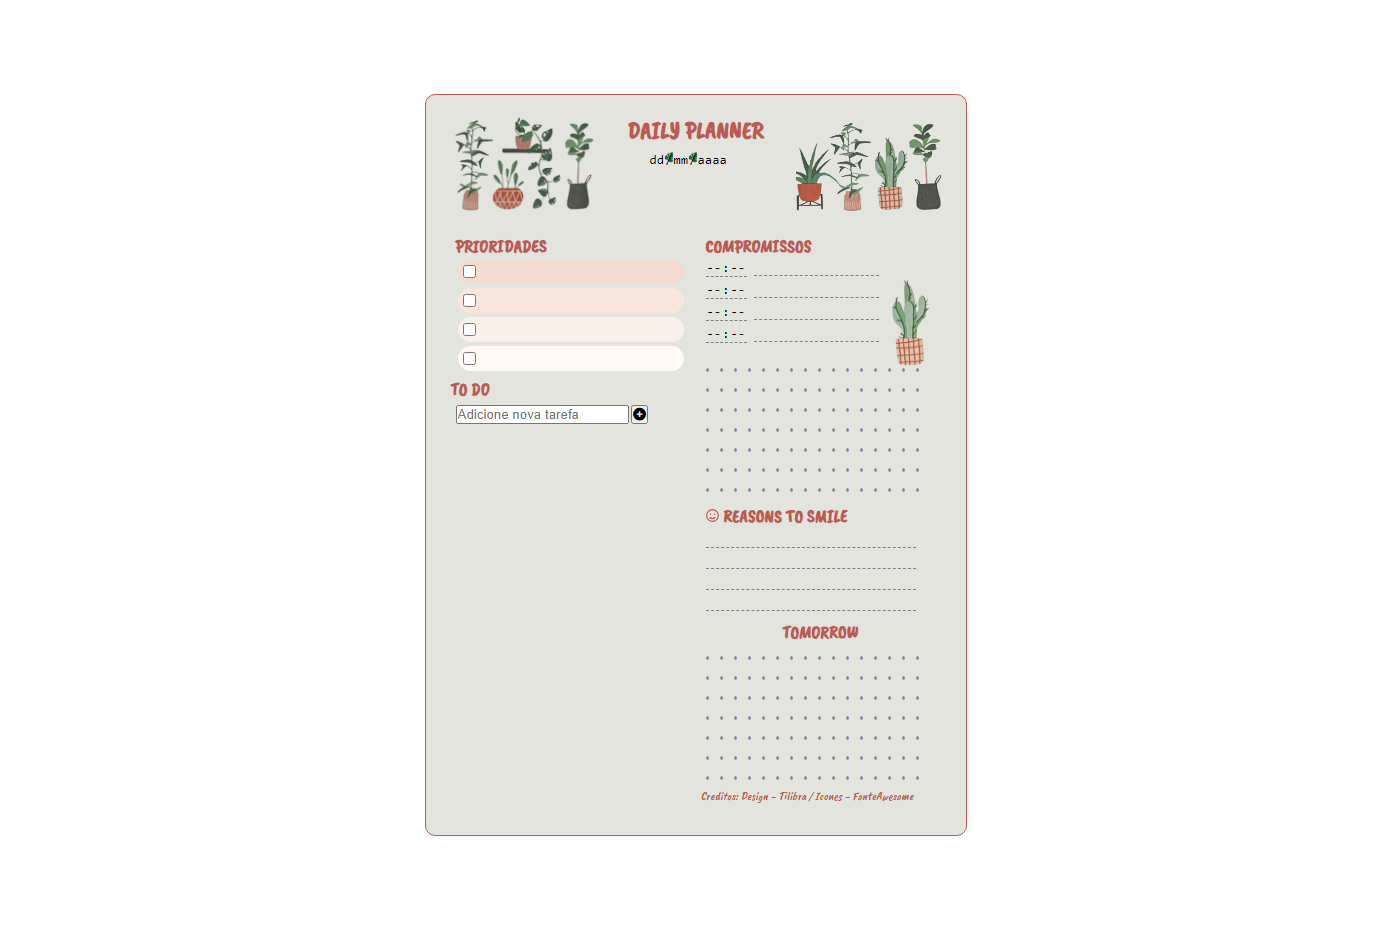 DAILY PLANNER
dd/mm/aaaa
PRIORIDADES
TO DO
Adicione nova tarefa
COMPROMISSOS
--:--
--:--
--:--
--:--
REASONS TO SMILE
TOMORROW
Creditos: Design - Tilibra / Icones - FonteAwesome